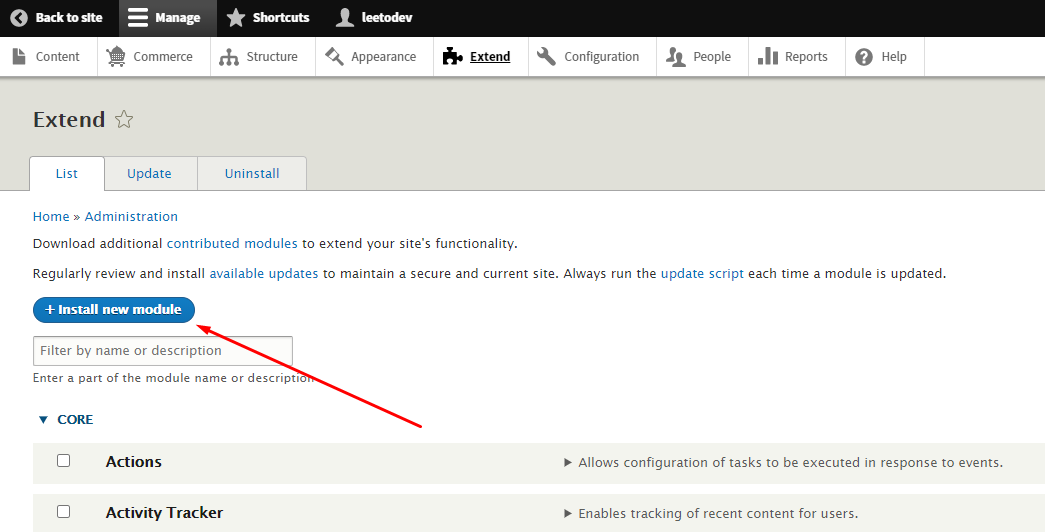 Back to site Manage Shortcuts leetodev
Content Commerce Structure Appearance Extend Configuration People Reports Help
Extend
List Update Uninstall
Home » Administration
Download additional contributed modules to extend your site's functionality.
Regularly review and install available updates to maintain a secure and current site. Always run the update script each time a module is updated.
+ Install new module
Filter by name or description
Enter a part of the module name or description
CORE
Actions Allows configuration of tasks to be executed in response to events.
Activity Tracker Enables tracking of recent content for users.